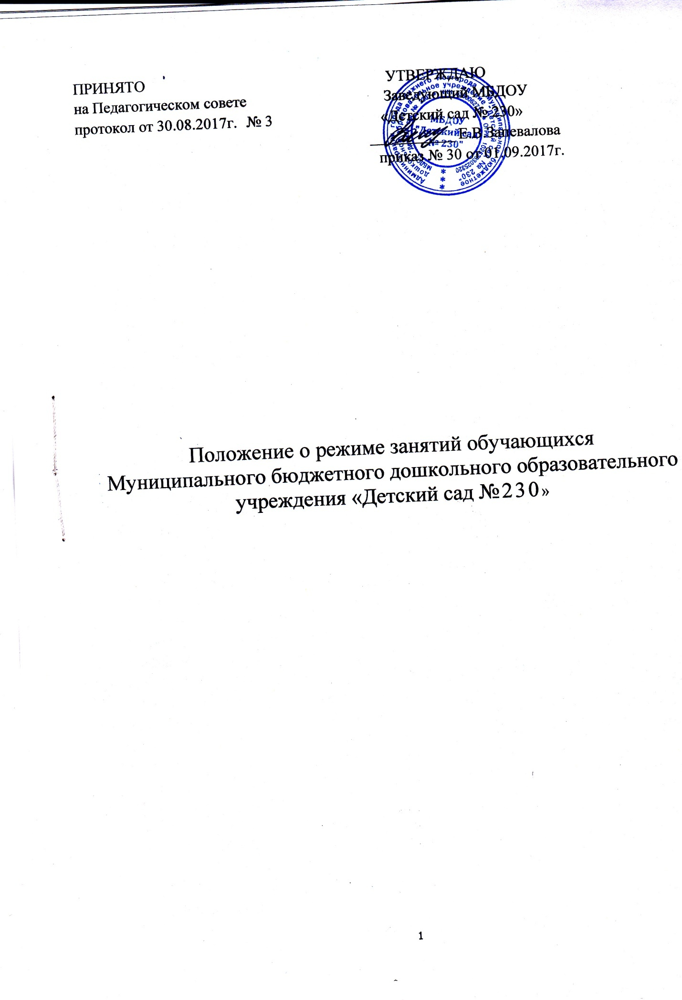 ПРИНЯТО
на Педагогическом совете
протокол от 30.08.2017г. № 3
УТВЕРЖДАЮ
Заведующий МБДОУ
«Детский сад № 230»
Е.В Запевалова
приказ № 30 от 01.09.2017г.
МБДОУ
"Детский сад
№ 230"
Положение о режиме занятий обучающихся
Муниципального бюджетного дошкольного образовательного
учреждения «Детский сад №230»
1